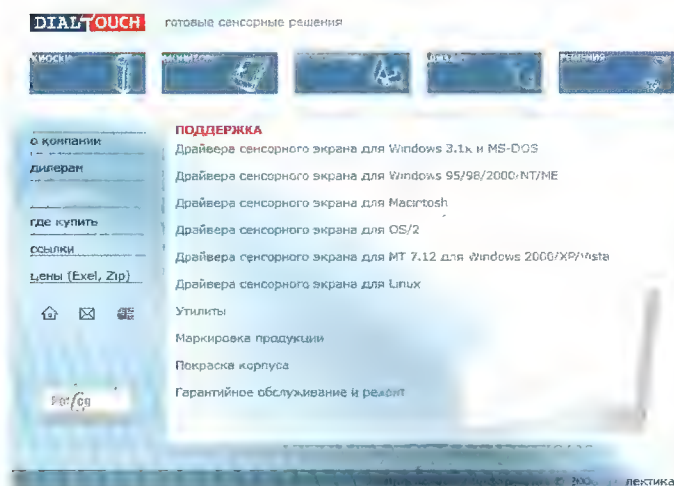 DIALTOUCH готовые сенсорные решения
КИОСКИ РЕШЕНИЯ
ПОДДЕРЖКА
Драйвера сенсорного экрана для Windows 3.1x и MS-DOS
Драйвера сенсорного экрана для Windows 95/98/2000/NT/ME
Драйвера сенсорного экрана для Macintosh
Драйвера сенсорного экрана для OS/2
Драйвера сенсорного экрана для MT 7.12 для Windows 2000/XP/Vista
Драйвера сенсорного экрана для Linux
Утилиты
Маркировка продукции
Покраска корпуса
Гарантийное обслуживание и ремонт
о компании
дилерам
где купить
ссылки
цены (Exel, Zip)
лектика